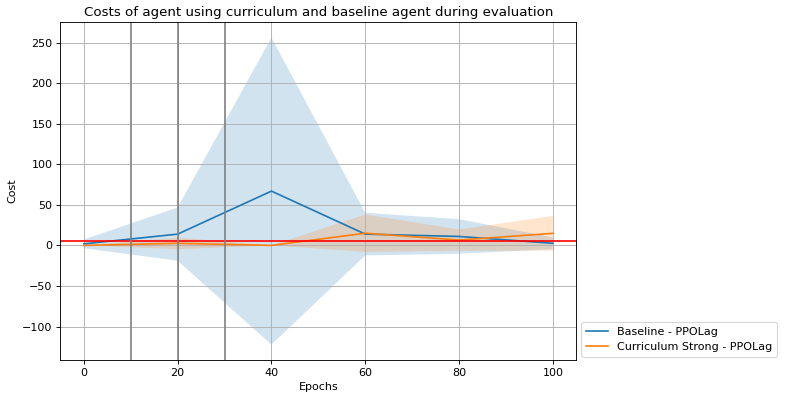 Costs of agent using curriculum and baseline agent during evaluation
250
200
150
100
50
0
−50
−100
Cost
0 20 40 60 80 100
Epochs
Baseline - PPOLag
Curriculum Strong - PPOLag